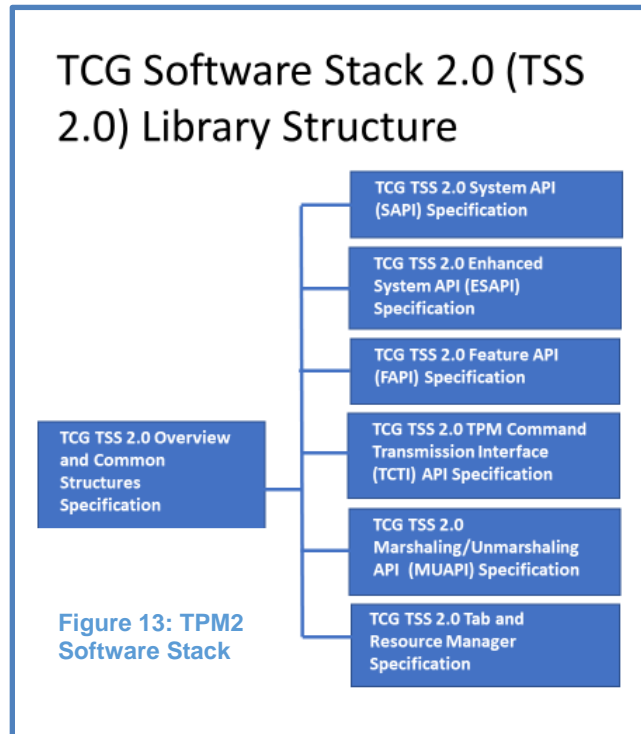 TCG Software Stack 2.0 (TSS
2.0) Library Structure
TCG TSS 2.0 System API
(SAPI) Specification
TCG TSS 2.0 Enhanced
System API (ESAPI)
Specification
TCG TSS 2.0 Feature API
(FAPI) Specification
TCG TSS 2.0 Overview
and Common
Structures
Specification
TCG TSS 2.0 TPM Command
Transmission Interface
(TCTI) API Specification
TCG TSS 2.0
Marshaling/Unmarshaling
API (MUAPI) Specification
TCG TSS 2.0 Tab and
Resource Manager
Specification
Figure 13: TPM2
Software Stack